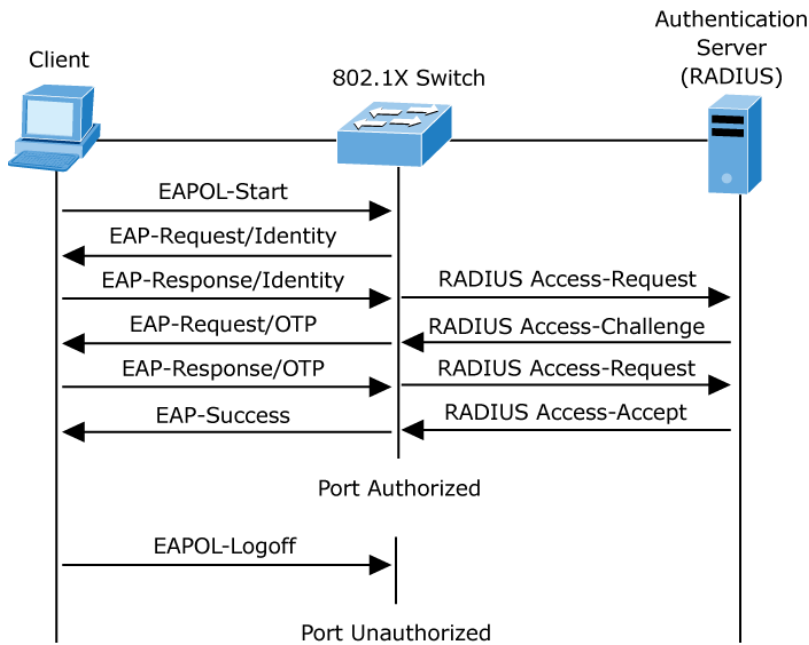 Authentication
Server
(RADIUS)
Client
802.1X Switch
EAPOL-Start
EAP-Request/Identity
EAP-Response/Identity
RADIUS Access-Request
EAP-Request/OTP
RADIUS Access-Challenge
EAP-Response/OTP
RADIUS Access-Request
EAP-Success
RADIUS Access-Accept
Port Authorized
EAPOL-Logoff
Port Unauthorized